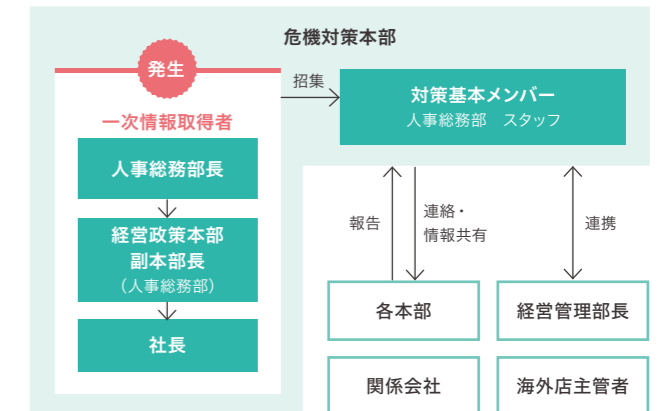 危機対策本部
発生
一次情報取得者
人事総務部長
経営政策本部
副本部長
（人事総務部）
社長
招集
対策基本メンバー
人事総務部　スタッフ
報告
連絡・
情報共有
連携
各本部
経営管理部長
関係会社
海外店主管者